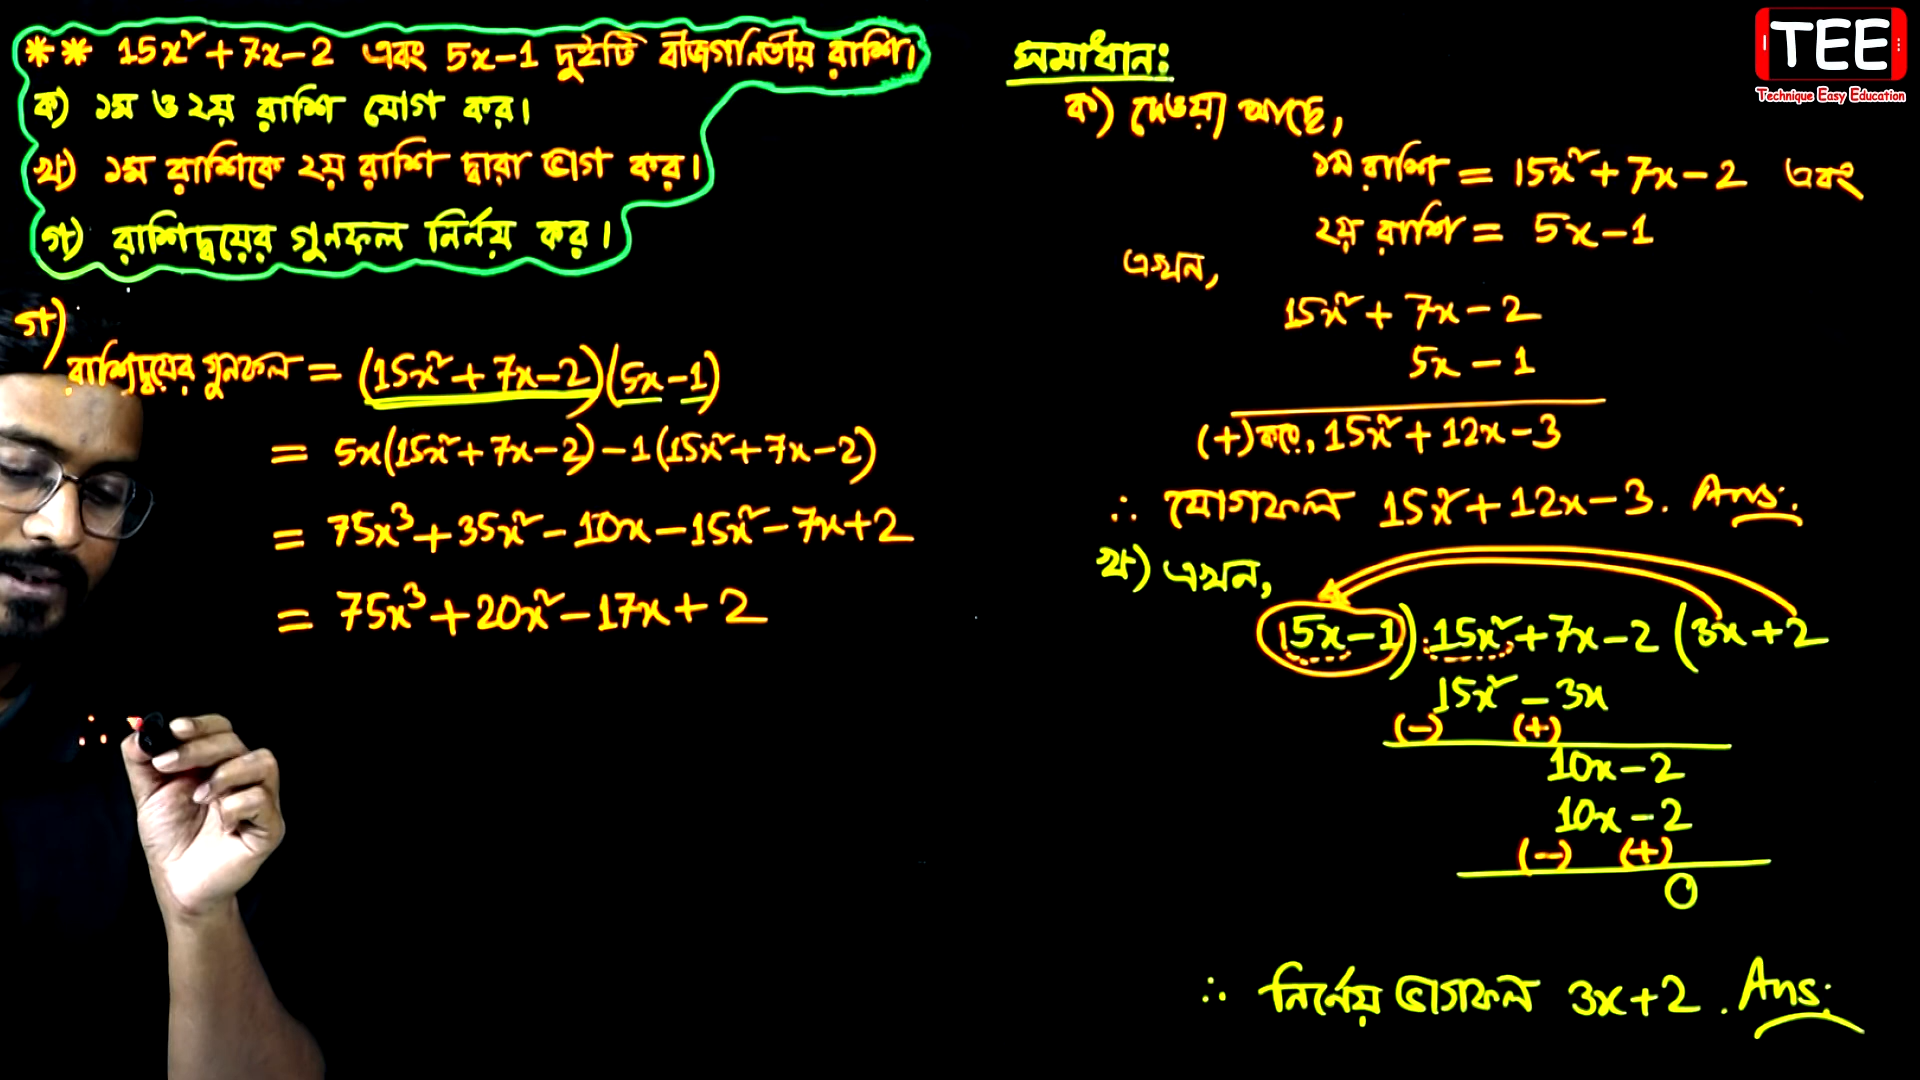 ** 15x² + 7x - 2 এবং 5x - 1 দুইটি বীজগানিতীয় রাশি।
ক) ১ম ও ২য় রাশি যোগ কর।
খ) ১ম রাশিকে ২য় রাশি দ্বারা ভাগ কর।
গ) রাশিদ্বয়ের গুনফল নির্নয় কর।
গ)
রাশিদ্বয়ের গুনফল = (15x² + 7x - 2)(5x - 1)
= 5x(15x² + 7x - 2) - 1(15x² + 7x - 2)
= 75x³ + 35x² - 10x - 15x² - 7x + 2
= 75x³ + 20x² - 17x + 2
∴
সমাধান:
ক) দেওয়া আছে,
১ম রাশি = 15x² + 7x - 2 এবং
২য় রাশি = 5x - 1
এখন,
15x² + 7x - 2
5x - 1
(+) করে, 15x² + 12x - 3
∴ যোগফল 15x² + 12x - 3. Ans:
খ) এখন,
5x - 1) 15x² + 7x - 2 (3x + 2
15x² - 3x
(-) (+)
10x - 2
10x - 2
(-) (+)
0
∴ নির্নেয় ভাগফল 3x + 2. Ans:
TEE
Technique Easy Education